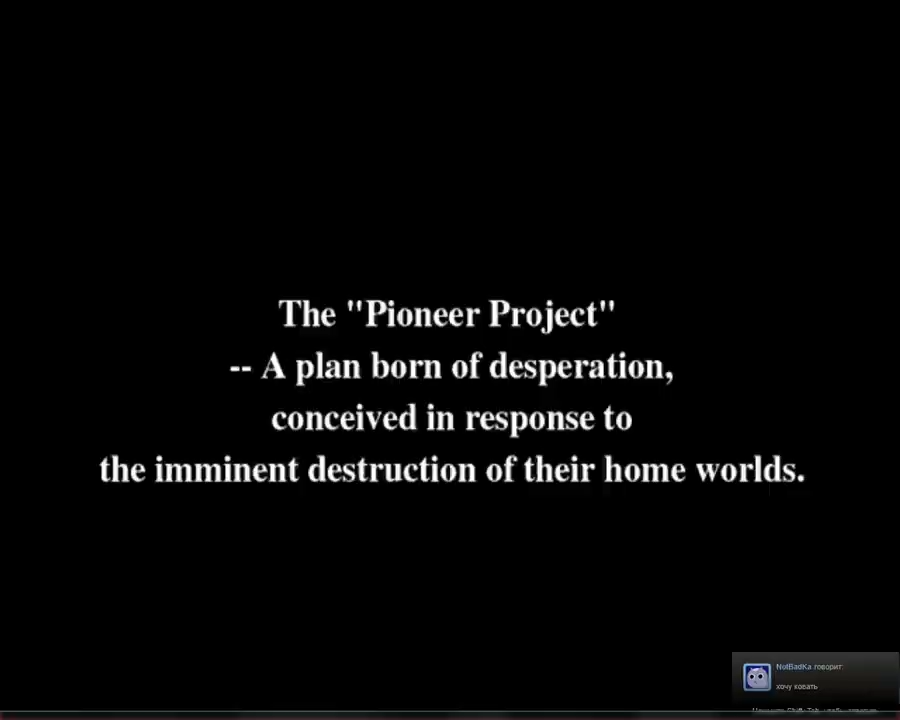 The "Pioneer Project"
-- A plan born of desperation,
conceived in response to
the imminent destruction of their home worlds.
NutBadKa говорит:
хочу ковать